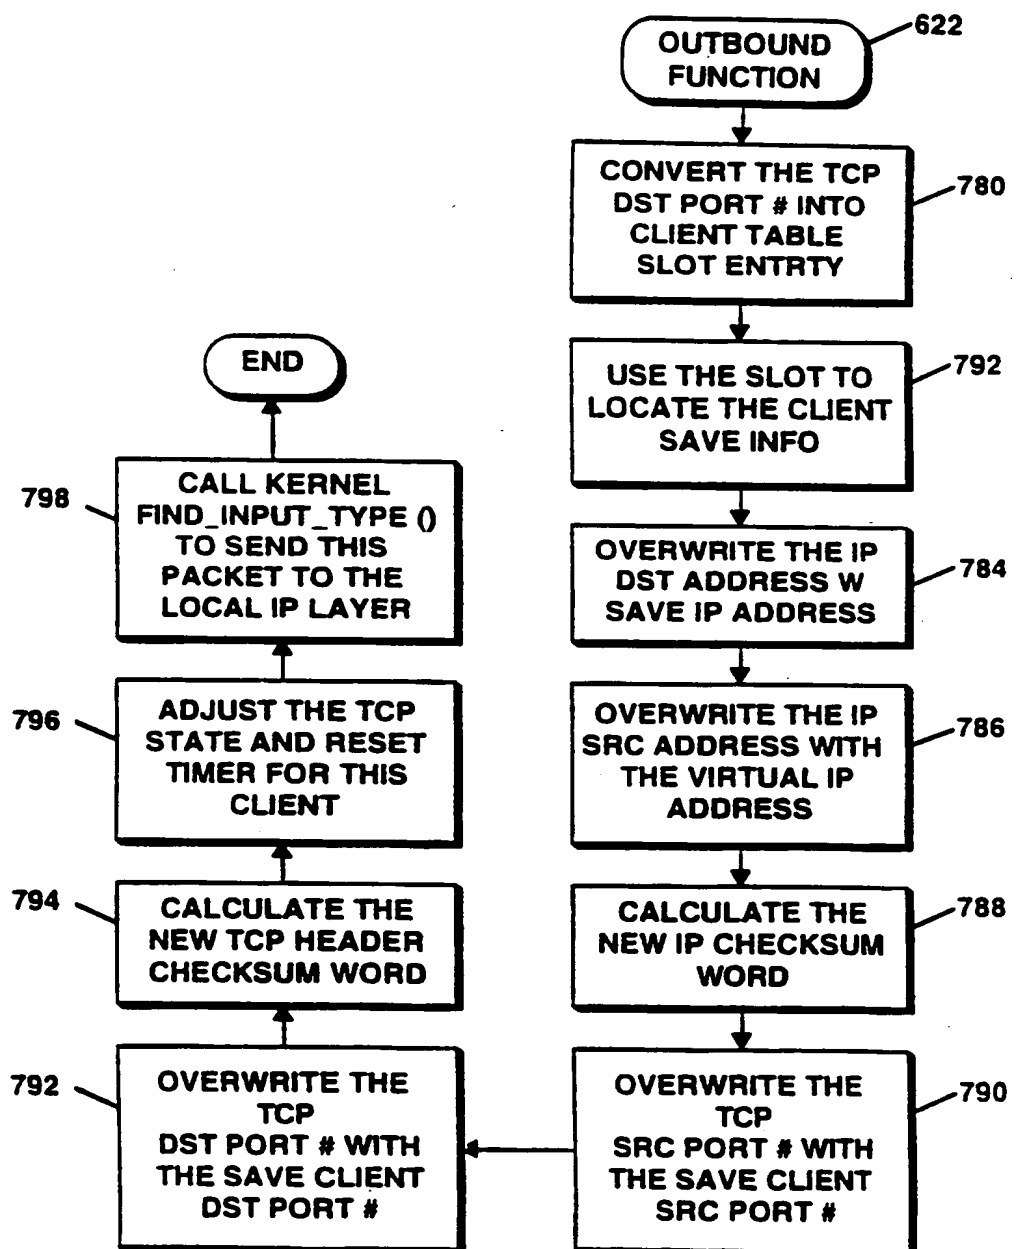 622
OUTBOUND
FUNCTION
780
CONVERT THE TCP
DST PORT # INTO
CLIENT TABLE
SLOT ENTRTY
792
USE THE SLOT TO
LOCATE THE CLIENT
SAVE INFO
784
OVERWRITE THE IP
DST ADDRESS W
SAVE IP ADDRESS
786
OVERWRITE THE IP
SRC ADDRESS WITH
THE VIRTUAL IP
ADDRESS
788
CALCULATE THE
NEW IP CHECKSUM
WORD
790
OVERWRITE THE
TCP
SRC PORT # WITH
THE SAVE CLIENT
SRC PORT #
792
OVERWRITE THE
TCP
DST PORT # WITH
THE SAVE CLIENT
DST PORT #
794
CALCULATE THE
NEW TCP HEADER
CHECKSUM WORD
796
ADJUST THE TCP
STATE AND RESET
TIMER FOR THIS
CLIENT
798
CALL KERNEL
FIND_INPUT_TYPE ()
TO SEND THIS
PACKET TO THE
LOCAL IP LAYER
END